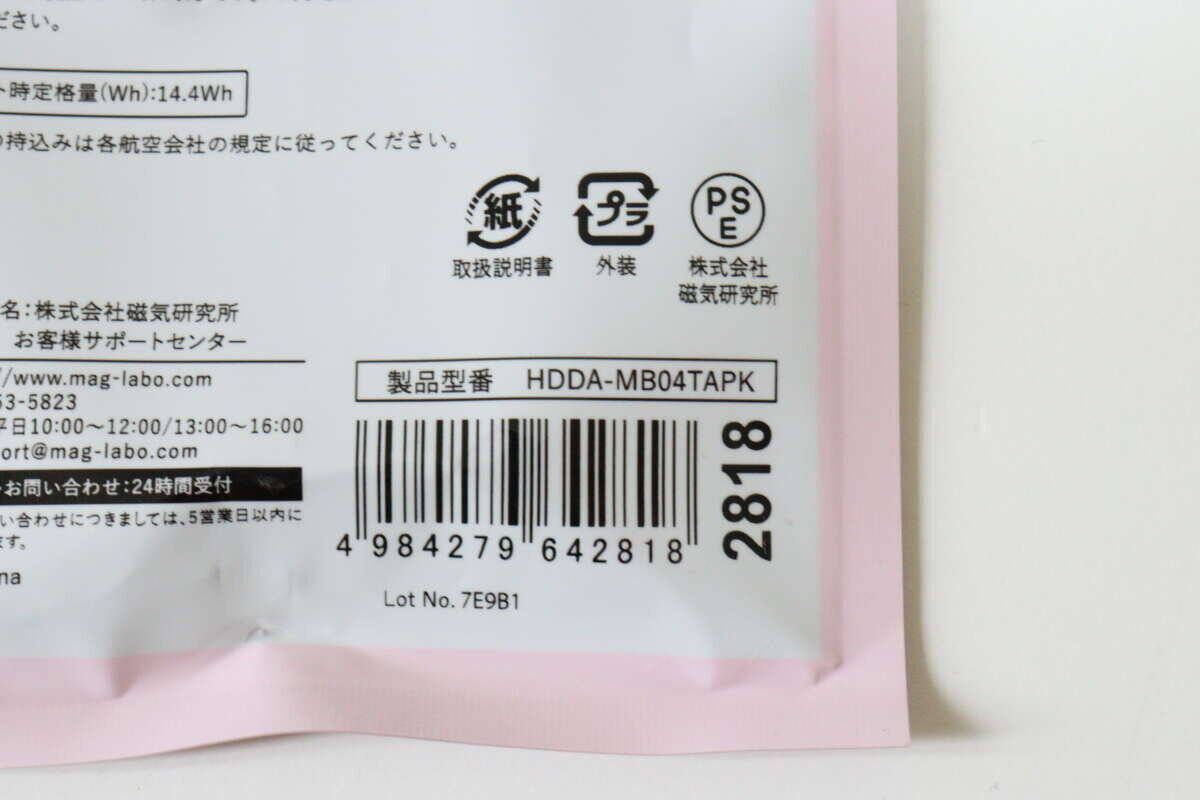 ださい。
ト時定格量(Wh):14.4Wh
の持込みは各航空会社の規定に従ってください。
紙
取扱説明書
プラ
外装
PS
E
株式会社
磁気研究所
名：株式会社磁気研究所
お客様サポートセンター
//www.mag-labo.com
53-5823
平日10:00～12:00/13:00～16:00
ort@mag-labo.com
お問い合わせ：24時間受付
い合わせにつきましては、5営業日以内に
ます。
na
製品型番 HDDA-MB04TAPK
4 984279 642818
2818
Lot No. 7E9B1